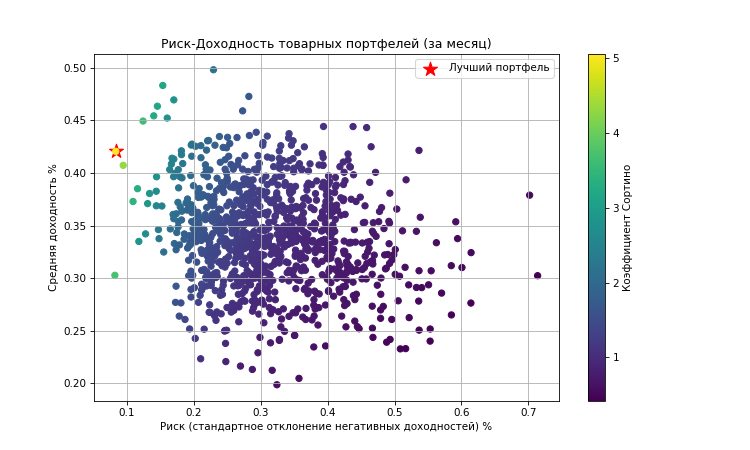 Риск-Доходность товарных портфелей (за месяц)
Лучший портфель
0.50
0.45
0.40
0.35
0.30
0.25
0.20
Средняя доходность %
0.1 0.2 0.3 0.4 0.5 0.6 0.7
Риск (стандартное отклонение негативных доходностей) %
5
4
3
2
1
Коэффициент Сортино